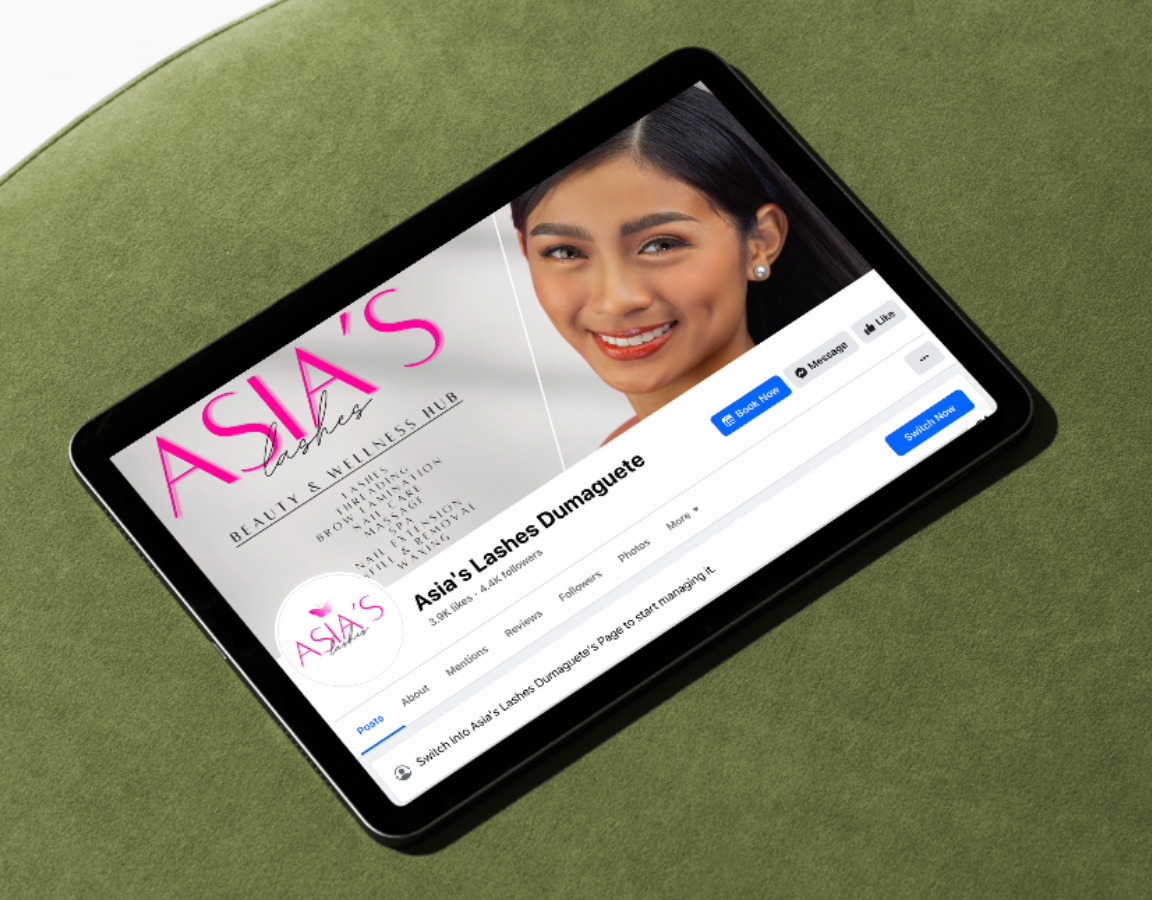 ASIA'S
lashes
BEAUTY & WELLNESS HUB
LASHES
THREADING
BROW LAMINATION
NAIL CARE
MASSAGE
SPA
NAIL EXTENSION
REFILL & REMOVAL
WAXING
ASIA'S
lashes
Asia's Lashes Dumaguete
3.9K likes • 4.4K followers
Book Now
Message
Like
...
Posts
About
Mentions
Reviews
Followers
Photos
More
Switch into Asia's Lashes Dumaguete's Page to start managing it.
Switch Now